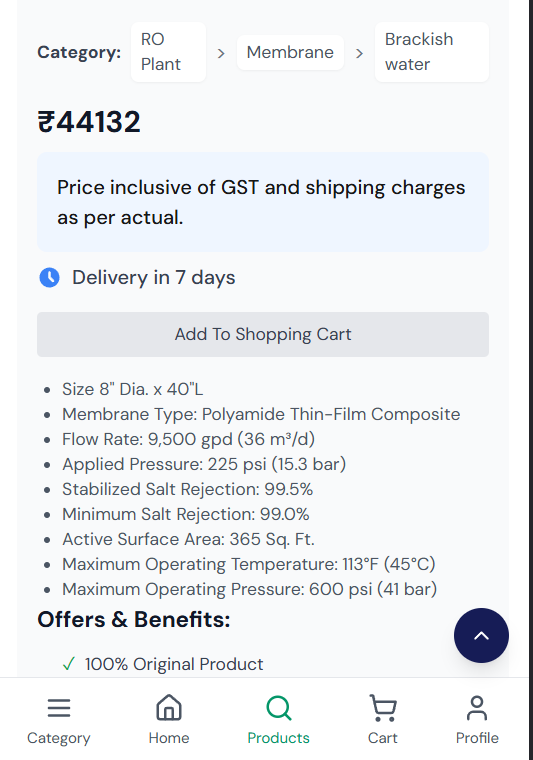 Category: RO Plant > Membrane > Brackish water
₹44132
Price inclusive of GST and shipping charges
as per actual.
Delivery in 7 days
Add To Shopping Cart
• Size 8" Dia. x 40"L
• Membrane Type: Polyamide Thin-Film Composite
• Flow Rate: 9,500 gpd (36 m³/d)
• Applied Pressure: 225 psi (15.3 bar)
• Stabilized Salt Rejection: 99.5%
• Minimum Salt Rejection: 99.0%
• Active Surface Area: 365 Sq. Ft.
• Maximum Operating Temperature: 113°F (45°C)
• Maximum Operating Pressure: 600 psi (41 bar)
Offers & Benefits:
✓ 100% Original Product
Category Home Products Cart Profile